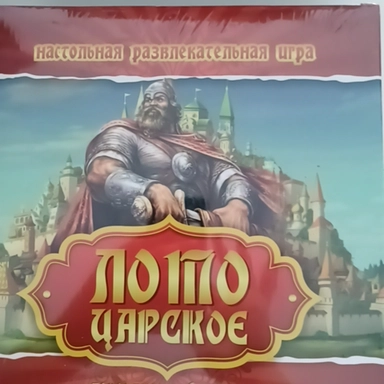 настольная развлекательная игра
ЛОТО
ЦАРСКОЕ